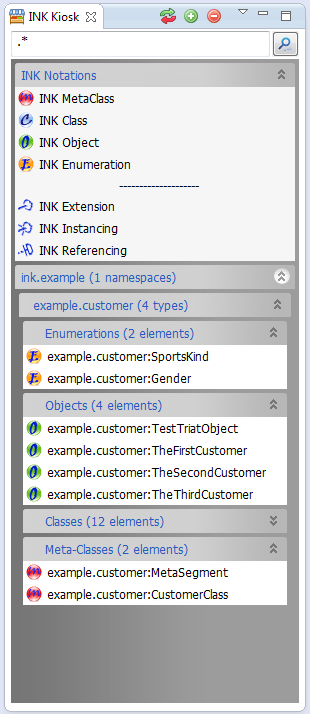 INK Kiosk
.*
INK Notations
INK MetaClass
INK Class
INK Object
INK Enumeration
--------------------
INK Extension
INK Instancing
INK Referencing
ink.example (1 namespaces)
example.customer (4 types)
Enumerations (2 elements)
example.customer:SportsKind
example.customer:Gender
Objects (4 elements)
example.customer:TestTriatObject
example.customer:TheFirstCustomer
example.customer:TheSecondCustomer
example.customer:TheThirdCustomer
Classes (12 elements)
Meta-Classes (2 elements)
example.customer:MetaSegment
example.customer:CustomerClass